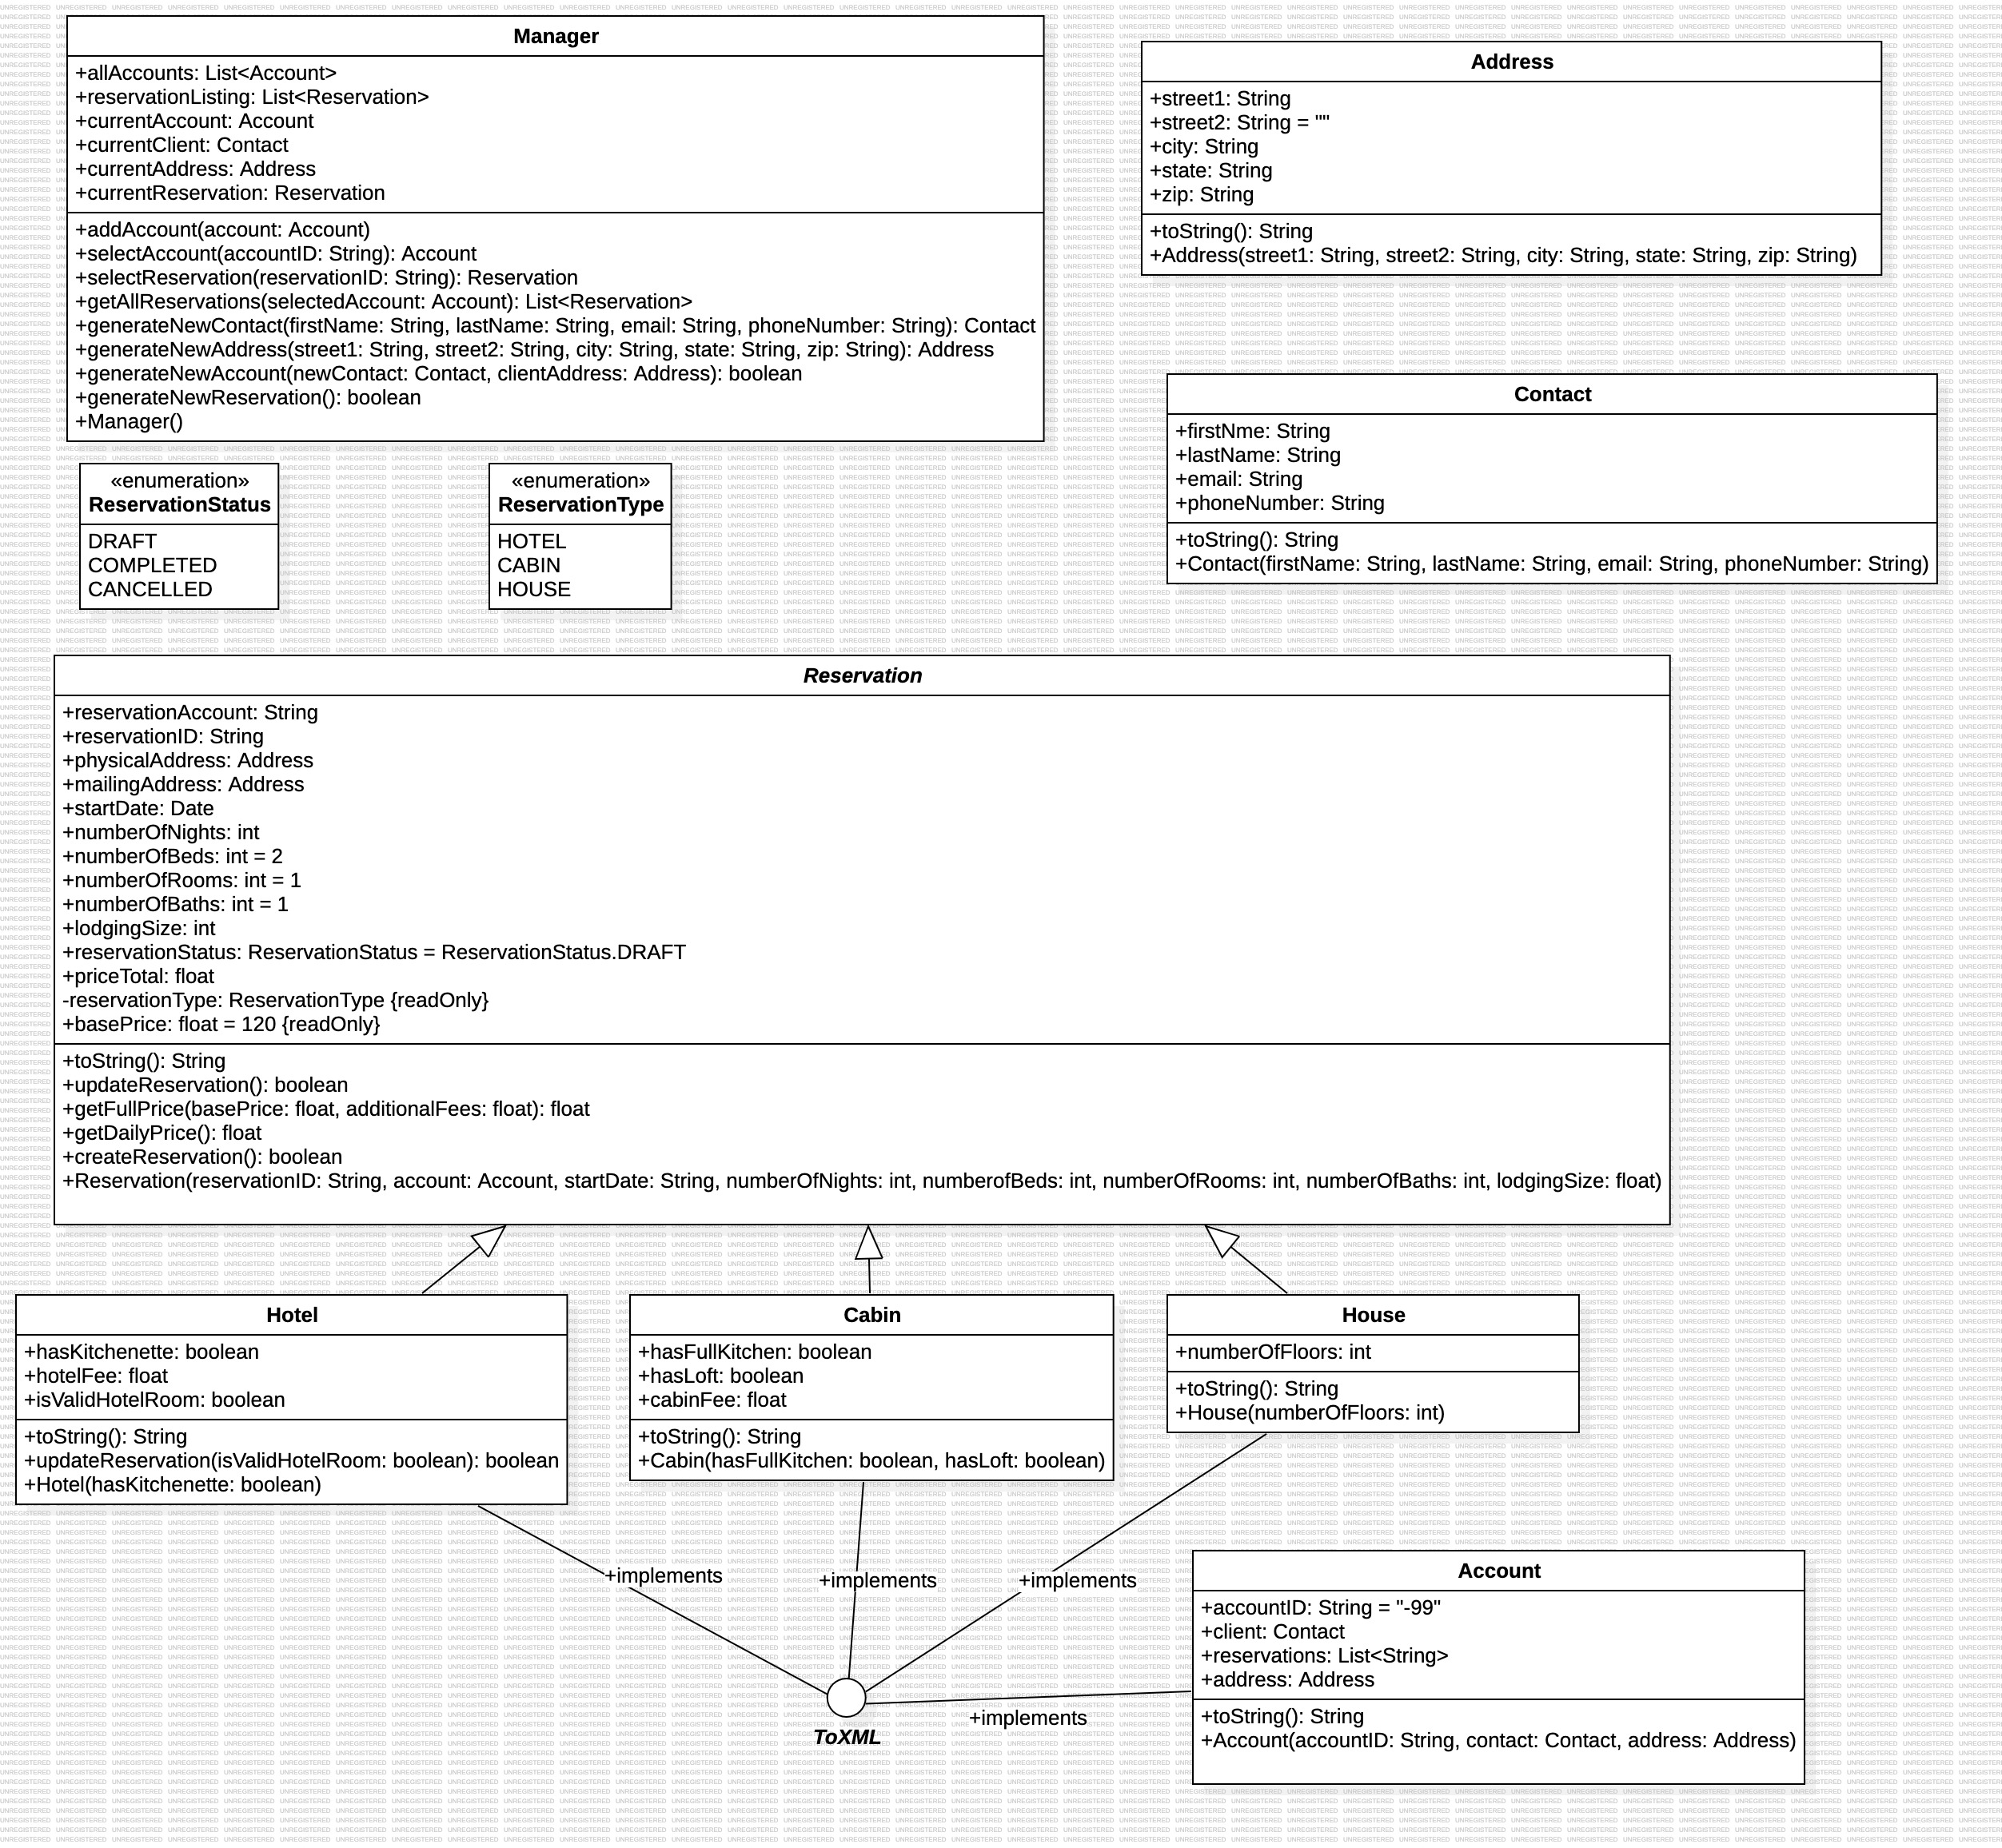 Manager
+allAccounts: List<Account>
+reservationListing: List<Reservation>
+currentAccount: Account
+currentClient: Contact
+currentAddress: Address
+currentReservation: Reservation
+addAccount(account: Account)
+selectAccount(accountID: String): Account
+selectReservation(reservationID: String): Reservation
+getAllReservations(selectedAccount: Account): List<Reservation>
+generateNewContact(firstName: String, lastName: String, email: String, phoneNumber: String): Contact
+generateNewAddress(street1: String, street2: String, city: String, state: String, zip: String): Address
+generateNewAccount(newContact: Contact, clientAddress: Address): boolean
+generateNewReservation(): boolean
+Manager()
Address
+street1: String
+street2: String = ""
+city: String
+state: String
+zip: String
+toString(): String
+Address(street1: String, street2: String, city: String, state: String, zip: String)
Contact
+firstNme: String
+lastName: String
+email: String
+phoneNumber: String
+toString(): String
+Contact(firstName: String, lastName: String, email: String, phoneNumber: String)
«enumeration»
ReservationStatus
DRAFT
COMPLETED
CANCELLED
«enumeration»
ReservationType
HOTEL
CABIN
HOUSE
Reservation
+reservationAccount: String
+reservationID: String
+physicalAddress: Address
+mailingAddress: Address
+startDate: Date
+numberOfNights: int
+numberOfBeds: int = 2
+numberOfRooms: int = 1
+numberOfBaths: int = 1
+lodgingSize: int
+reservationStatus: ReservationStatus = ReservationStatus.DRAFT
+priceTotal: float
-reservationType: ReservationType {readOnly}
+basePrice: float = 120 {readOnly}
+toString(): String
+updateReservation(): boolean
+getFullPrice(basePrice: float, additionalFees: float): float
+getDailyPrice(): float
+createReservation(): boolean
+Reservation(reservationID: String, account: Account, startDate: String, numberOfNights: int, numberofBeds: int, numberOfRooms: int, numberOfBaths: int, lodgingSize: float)
Hotel
+hasKitchenette: boolean
+hotelFee: float
+isValidHotelRoom: boolean
+toString(): String
+updateReservation(isValidHotelRoom: boolean): boolean
+Hotel(hasKitchenette: boolean)
Cabin
+hasFullKitchen: boolean
+hasLoft: boolean
+cabinFee: float
+toString(): String
+Cabin(hasFullKitchen: boolean, hasLoft: boolean)
House
+numberOfFloors: int
+toString(): String
+House(numberOfFloors: int)
+implements
+implements
+implements
+implements
ToXML
Account
+accountID: String = "-99"
+client: Contact
+reservations: List<String>
+address: Address
+toString(): String
+Account(accountID: String, contact: Contact, address: Address)
UNREGISTERED